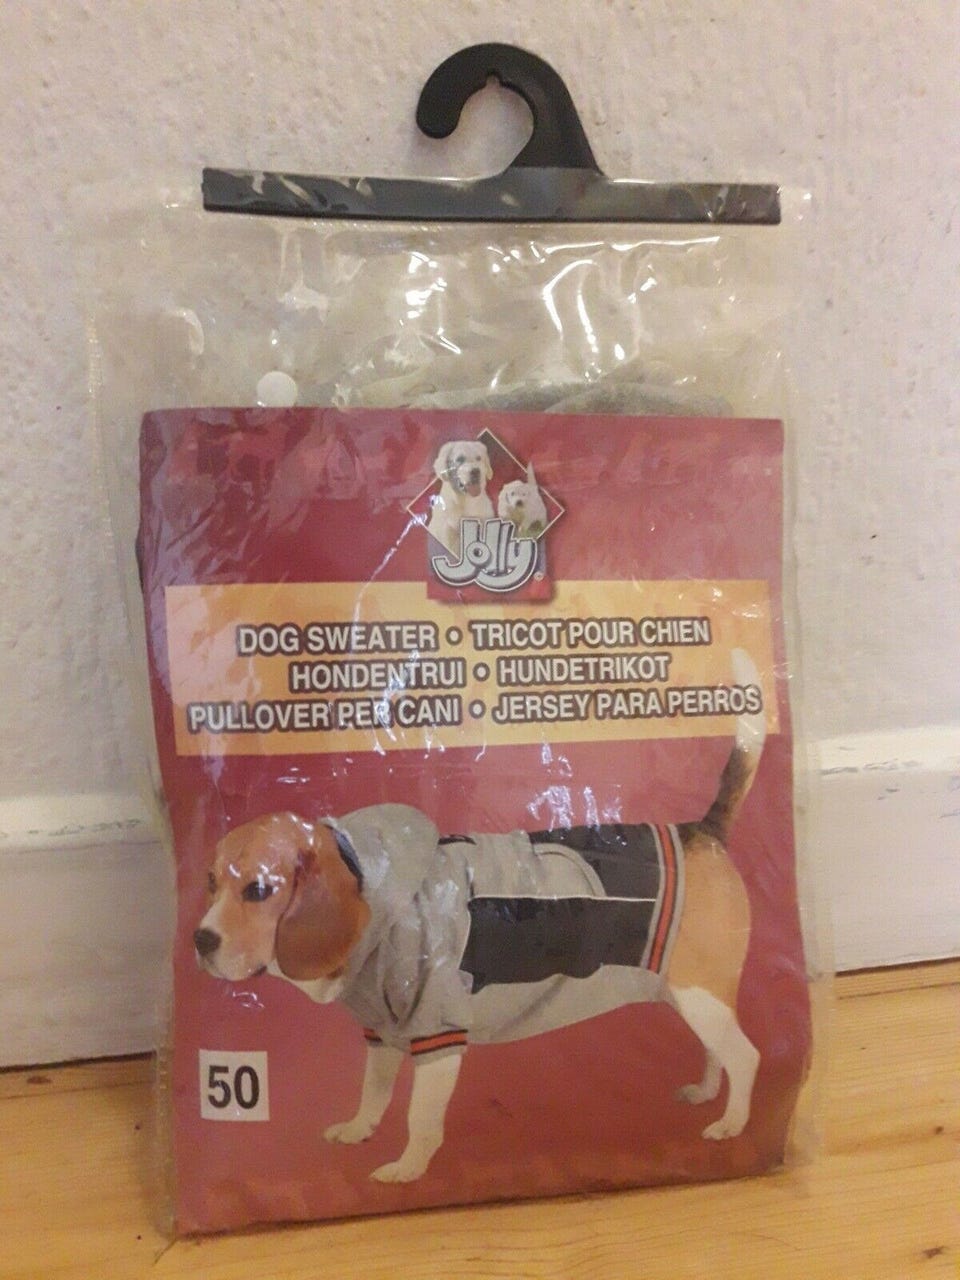 Jolly
DOG SWEATER • TRICOT POUR CHIEN
HONDENTRUI • HUNDETRIKOT
PULLOVER PER CANI • JERSEY PARA PERROS
50